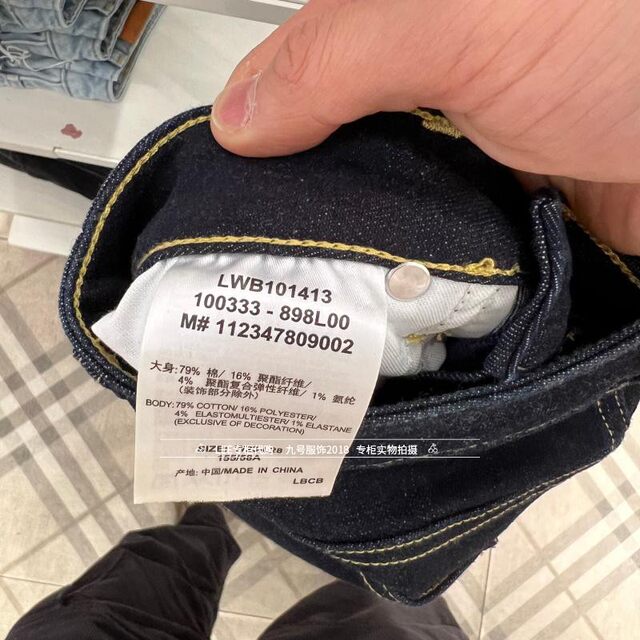 LWB101413
100333 - 898L00
M# 112347809002
大身:79% 棉/ 16% 聚酯纤维/
4% 聚酯复合弹性纤维/ 1% 氨纶
(装饰部分除外)
BODY:79% COTTON/ 16% POLYESTER/
4% ELASTOMULTIESTER/ 1% ELASTANE
(EXCLUSIVE OF DECORATION)
九号服饰2018 专柜实物拍摄
155/58A
产地: 中国/MADE IN CHINA
LBCB